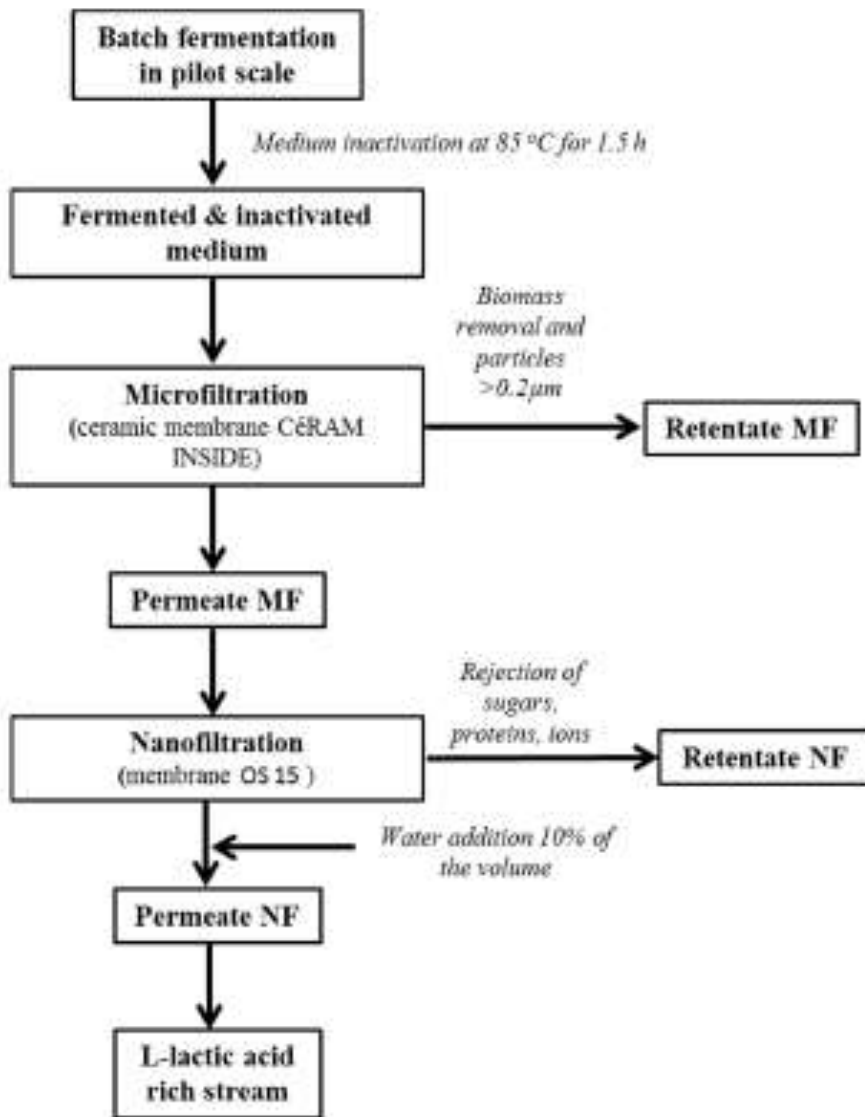 Batch fermentation
in pilot scale
Medium inactivation at 85 °C for 1.5 h
Fermented & inactivated
medium
Biomass
removal and
particles
>0.2µm
Microfiltration
(ceramic membrane CéRAM
INSIDE)
Retentate MF
Permeate MF
Rejection of
sugars,
proteins, ions
Nanofiltration
(membrane OS 15 )
Retentate NF
Water addition 10% of
the volume
Permeate NF
L-lactic acid
rich stream